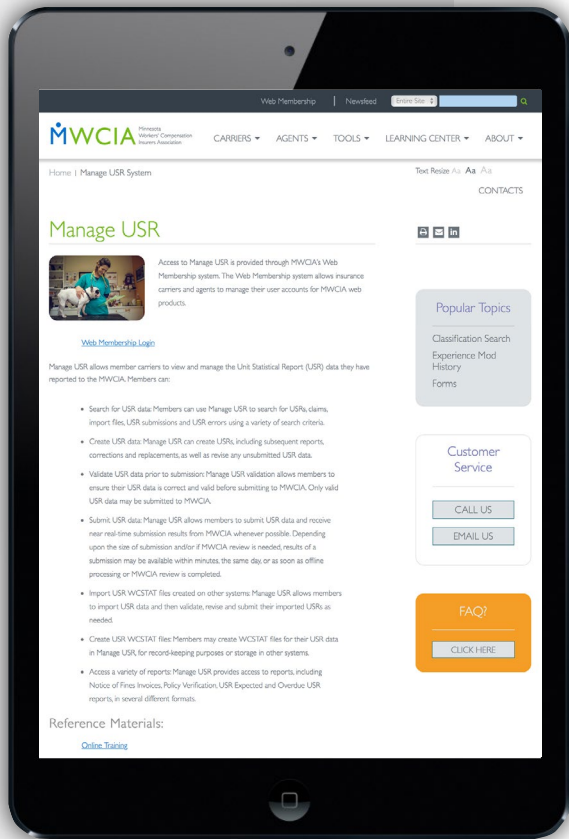 Web Membership | Newsfeed Entire Site
MWCIA Minnesota
Workers' Compensation
Insurers Association
CARRIERS AGENTS TOOLS LEARNING CENTER ABOUT
Home | Manage USR System
Text Resize Aa Aa Aa
CONTACTS
Manage USR
in
Access to Manage USR is provided through MWCIA's Web
Membership system. The Web Membership system allows insurance
carriers and agents to manage their user accounts for MWCIA web
products.
Web Membership Login
Manage USR allows member carriers to view and manage the Unit Statistical Report (USR) data they have
reported to the MWCIA. Members can:
• Search for USR data: Members can use Manage USR to search for USRs, claims,
import files, USR submissions and USR errors using a variety of search criteria.
• Create USR data: Manage USR can create USRs, including subsequent reports,
corrections and replacements, as well as revise any unsubmitted USR data.
• Validate USR data prior to submission: Manage USR validation allows members to
ensure their USR data is correct and valid before submitting to MWCIA. Only valid
USR data may be submitted to MWCIA.
• Submit USR data: Manage USR allows members to submit USR data and receive
near real-time submission results from MWCIA whenever possible. Depending
upon the size of submission and/or if MWCIA review is needed, results of a
submission may be available within minutes, the same day, or as soon as offline
processing or MWCIA review is completed.
• Import USR WCSTAT files created on other systems: Manage USR allows members
to import USR data and then validate, revise and submit their imported USRs as
needed.
• Create USR WCSTAT files: Members may create WCSTAT files for their USR data
in Manage USR, for record-keeping purposes or storage in other systems.
• Access a variety of reports: Manage USR provides access to reports, including
Notice of Fines Invoices, Policy Verification, USR Expected and Overdue USR
reports, in several different formats.
Reference Materials:
Online Training
Popular Topics
Classification Search
Experience Mod
History
Forms
Customer
Service
CALL US
EMAIL US
FAQ?
CLICK HERE